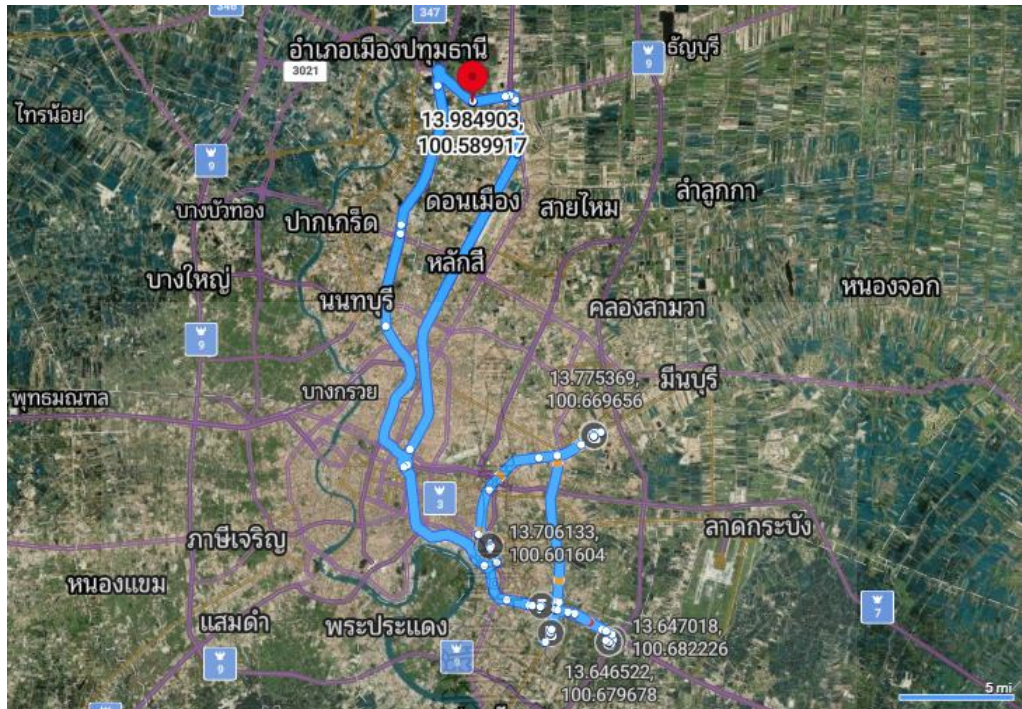 346
347
อำเภอเมืองปทุมธานี
ธัญบุรี
9
3021
ไทรน้อย
13.984903,
100.589917
9
บางบัวทอง
ปากเกร็ด
ดอนเมือง
สายไหม
ลำลูกกา
หลักสี่
บางใหญ่
นนทบุรี
คลองสามวา
หนองจอก
9
บางกรวย
พุทธมณฑล
13.775369,
100.669656
มีนบุรี
3
ภาษีเจริญ
13.706133,
100.601604
ลาดกระบัง
หนองแขม
แสมดำ
พระประแดง
7
13.647018,
100.682226
9
9
13.646522,
100.679678
5 mi